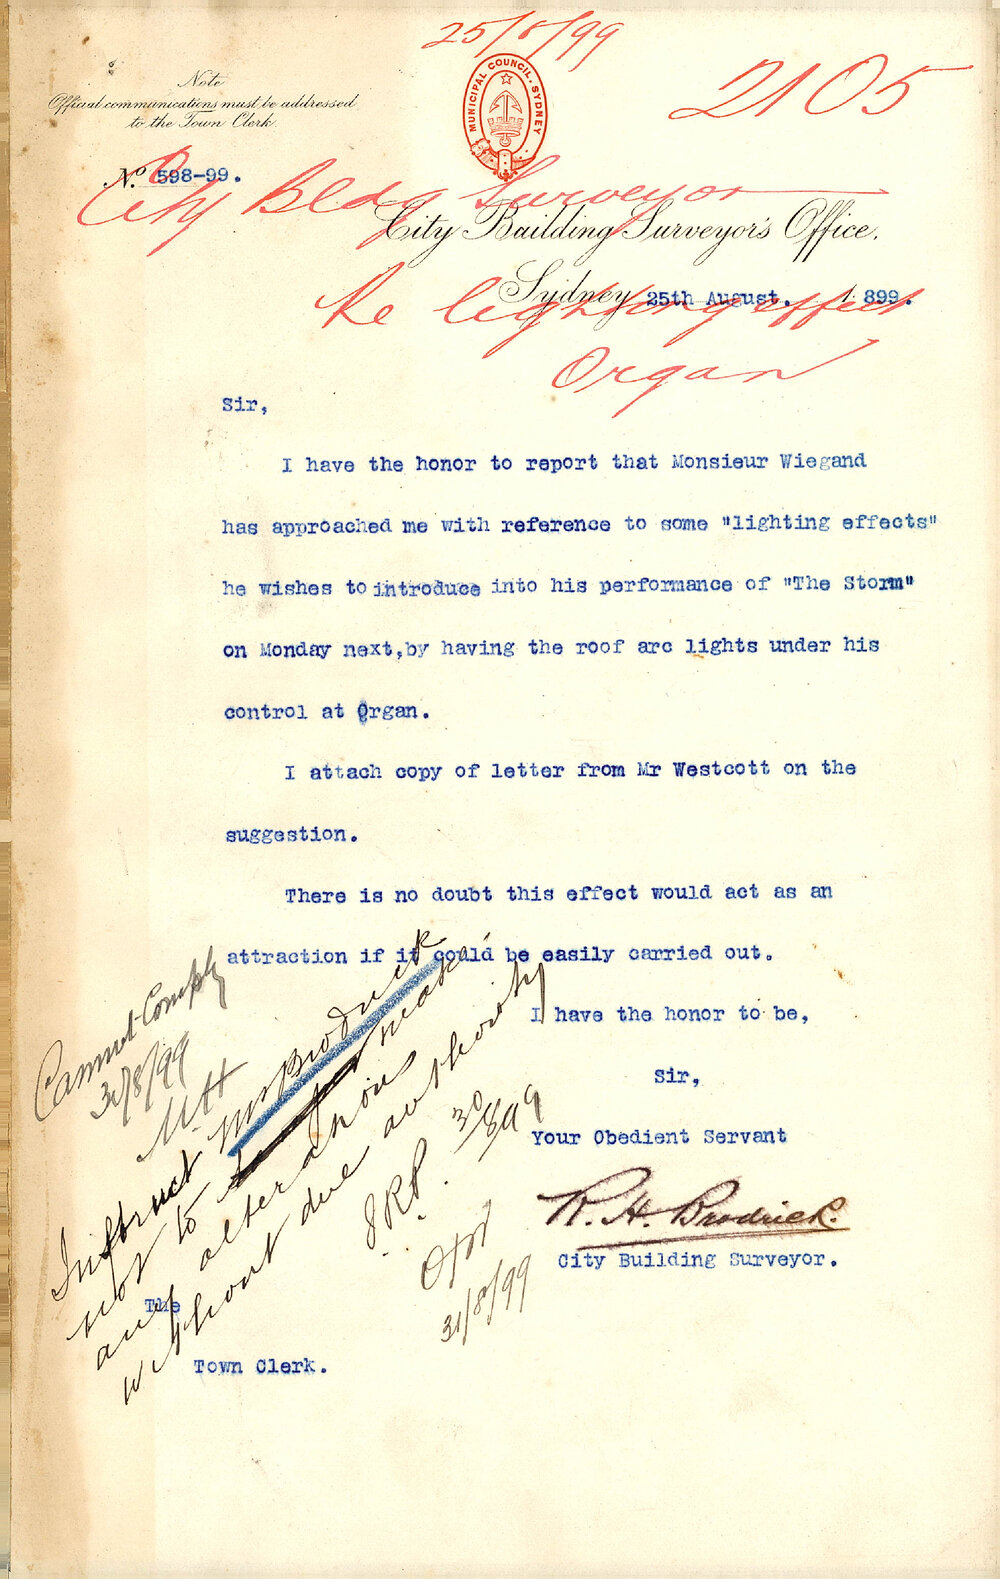 25/8/99
2105
MUNICIPAL COUNCIL. SYDNEY
Note
Official communications must be addressed
to the Town Clerk.
No. 598-99.
City Bldg Surveyor
City Building Surveyor's Office.
Sydney 25th August. 1899.
Re lighting effect
Organ
Sir,
I have the honor to report that Monsieur Wiegand
has approached me with reference to some "lighting effects"
he wishes to introduce into his performance of "The Storm"
on Monday next,by having the roof arc lights under his
control at Organ.
I attach copy of letter from Mr Westcott on the
suggestion.
There is no doubt this effect would act as an
attraction if it could be easily carried out.
I have the honor to be,
Sir,
Your Obedient Servant
R. H. Brodrick.
City Building Surveyor.
The
Town Clerk.
Cannot Comply
31/8/99
Instruct Mr Brodrick
not to make
any alterations
without due authority
30/8/99
31/8/99